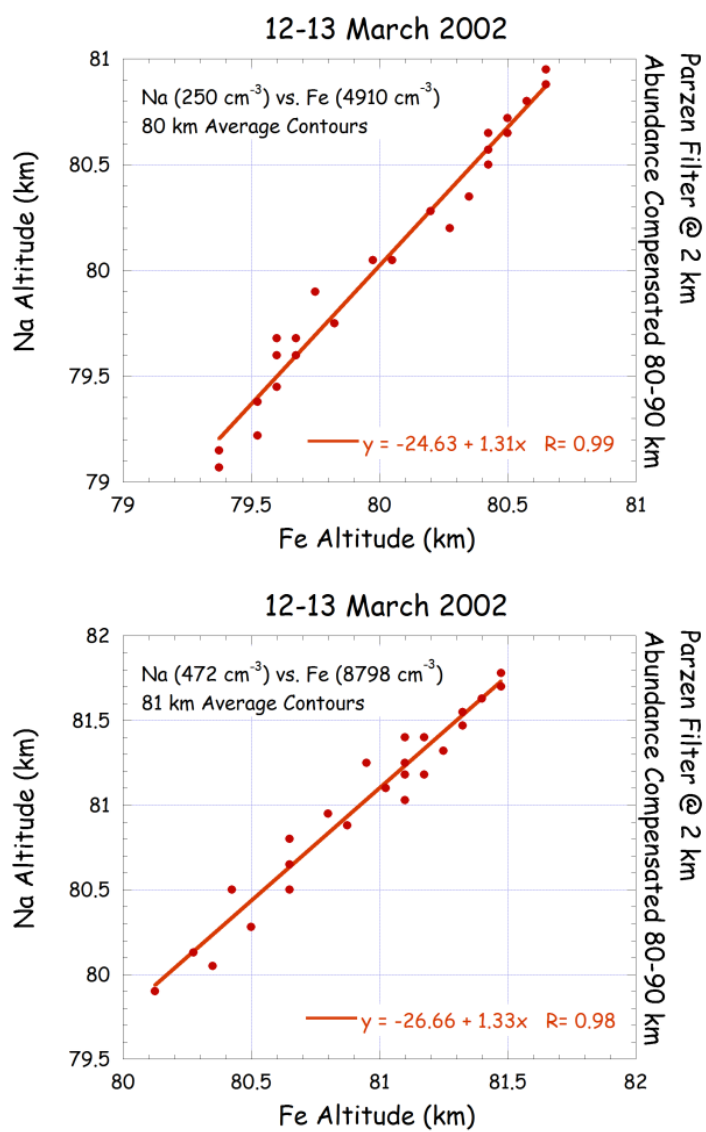 12-13 March 2002
Na (250 cm⁻³) vs. Fe (4910 cm⁻³)
80 km Average Contours
81
80.5
80
79.5
79
Na Altitude (km)
y = -24.63 + 1.31x R= 0.99
79
79.5
80
80.5
81
Fe Altitude (km)
Parzen Filter @ 2 km
Abundance Compensated 80-90 km
12-13 March 2002
Na (472 cm⁻³) vs. Fe (8798 cm⁻³)
81 km Average Contours
82
81.5
81
80.5
80
79.5
Na Altitude (km)
y = -26.66 + 1.33x R= 0.98
80
80.5
81
81.5
82
Fe Altitude (km)
Parzen Filter @ 2 km
Abundance Compensated 80-90 km